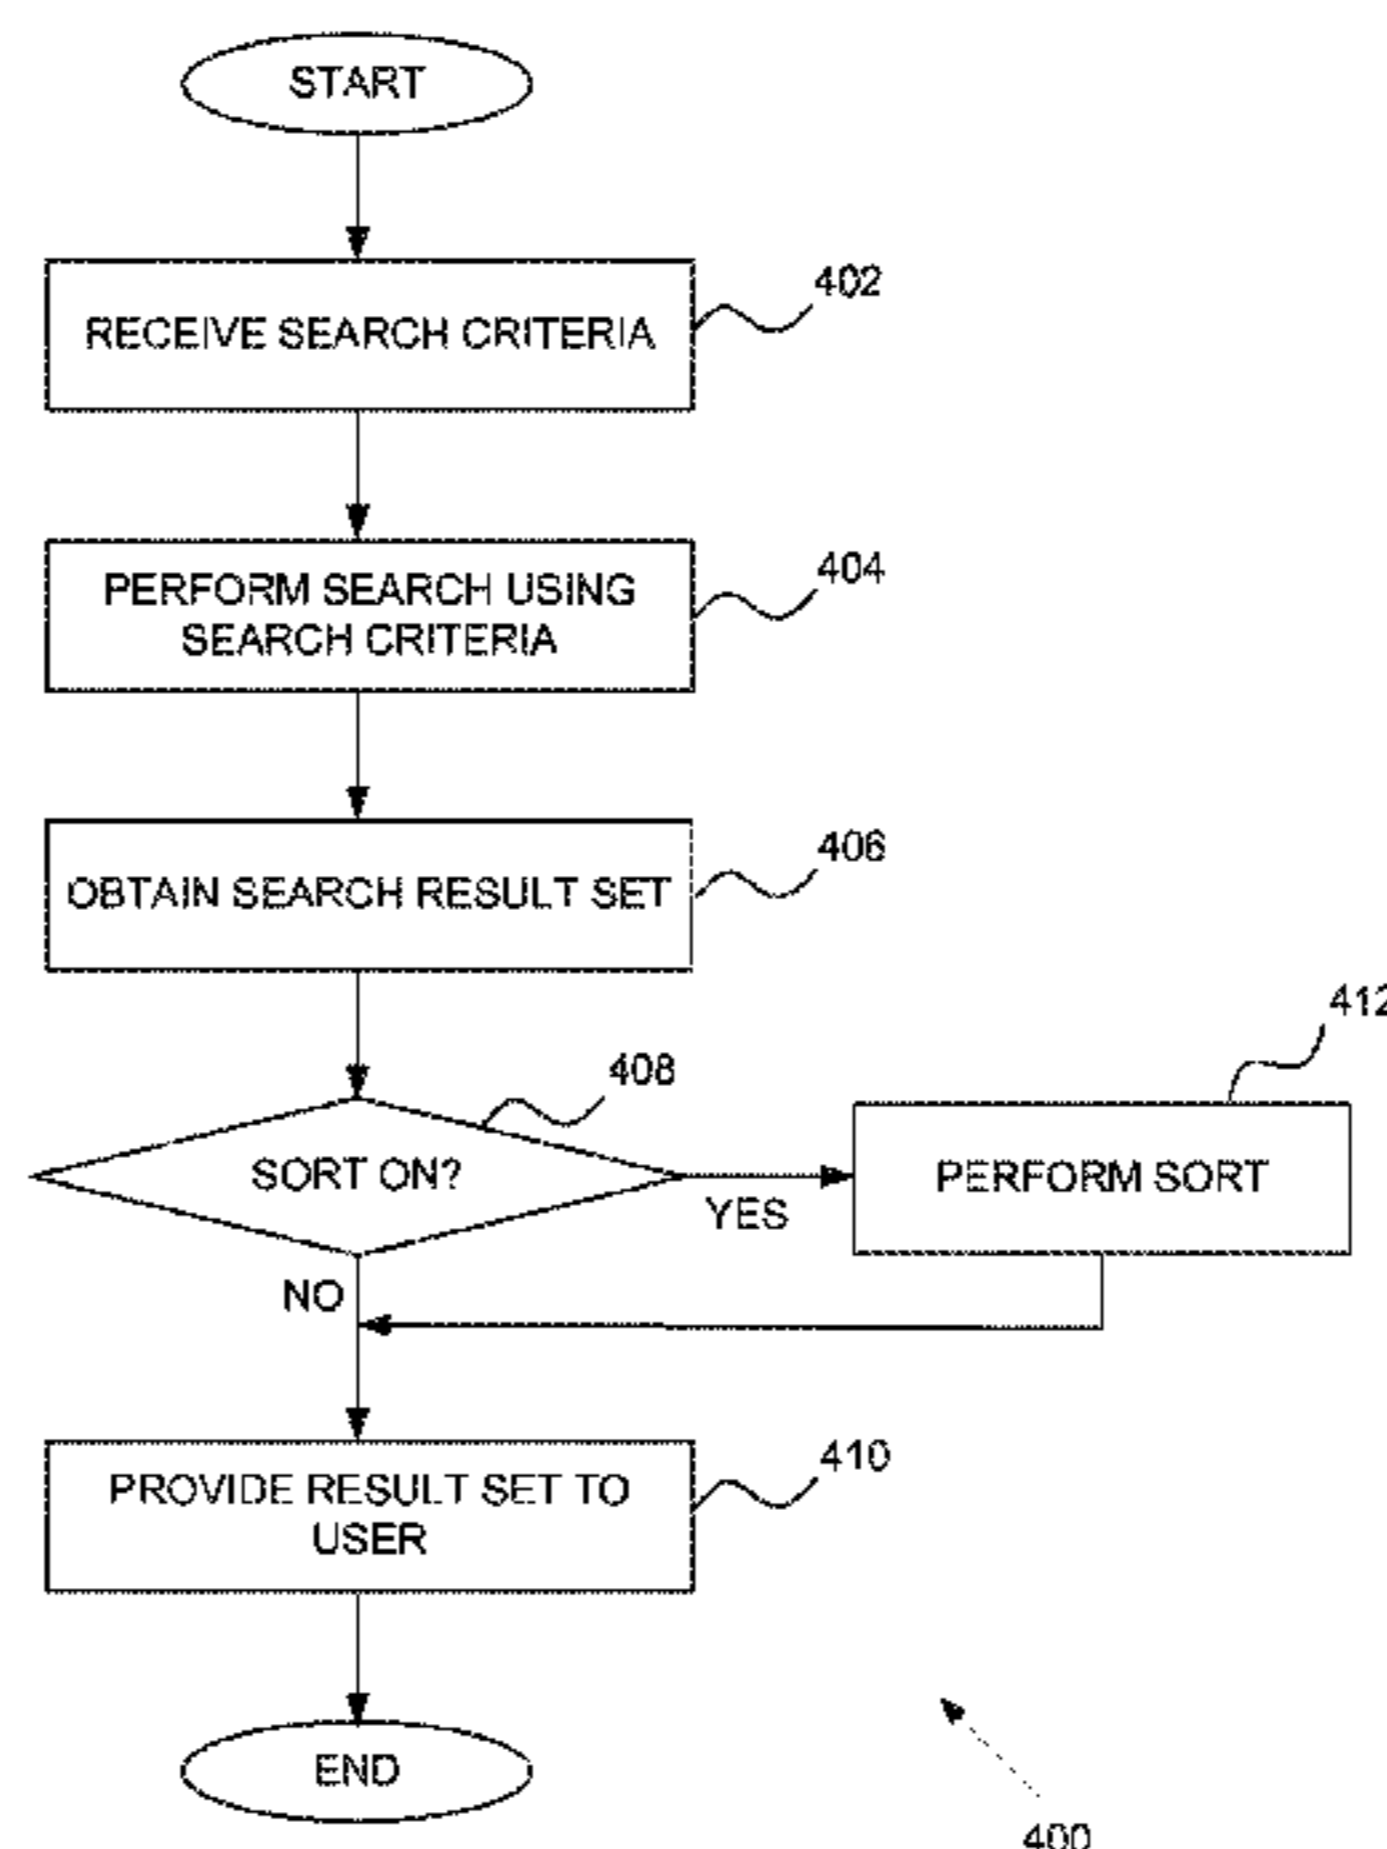 START
RECEIVE SEARCH CRITERIA
402
PERFORM SEARCH USING
SEARCH CRITERIA
404
OBTAIN SEARCH RESULT SET
406
SORT ON?
408
YES
PERFORM SORT
412
NO
PROVIDE RESULT SET TO
USER
410
END
400